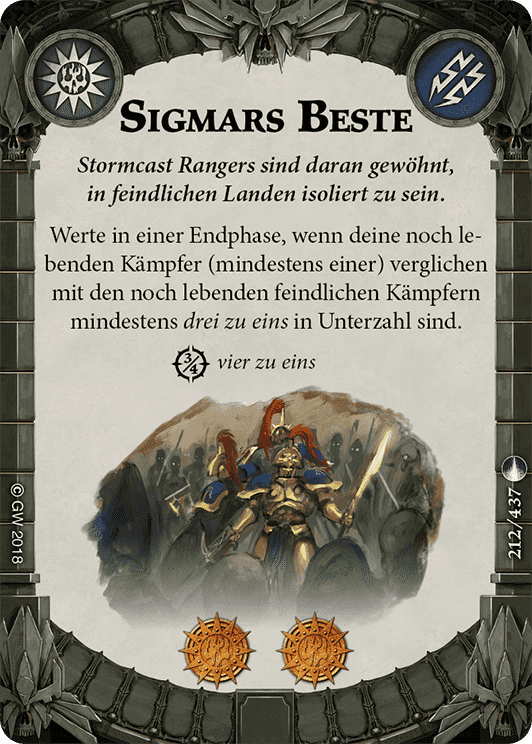 Sigmars Beste
Stormcast Rangers sind daran gewöhnt,
in feindlichen Landen isoliert zu sein.
Werte in einer Endphase, wenn deine noch le-
benden Kämpfer (mindestens einer) verglichen
mit den noch lebenden feindlichen Kämpfern
mindestens drei zu eins in Unterzahl sind.
3/4 vier zu eins
© GW 2018
212/437